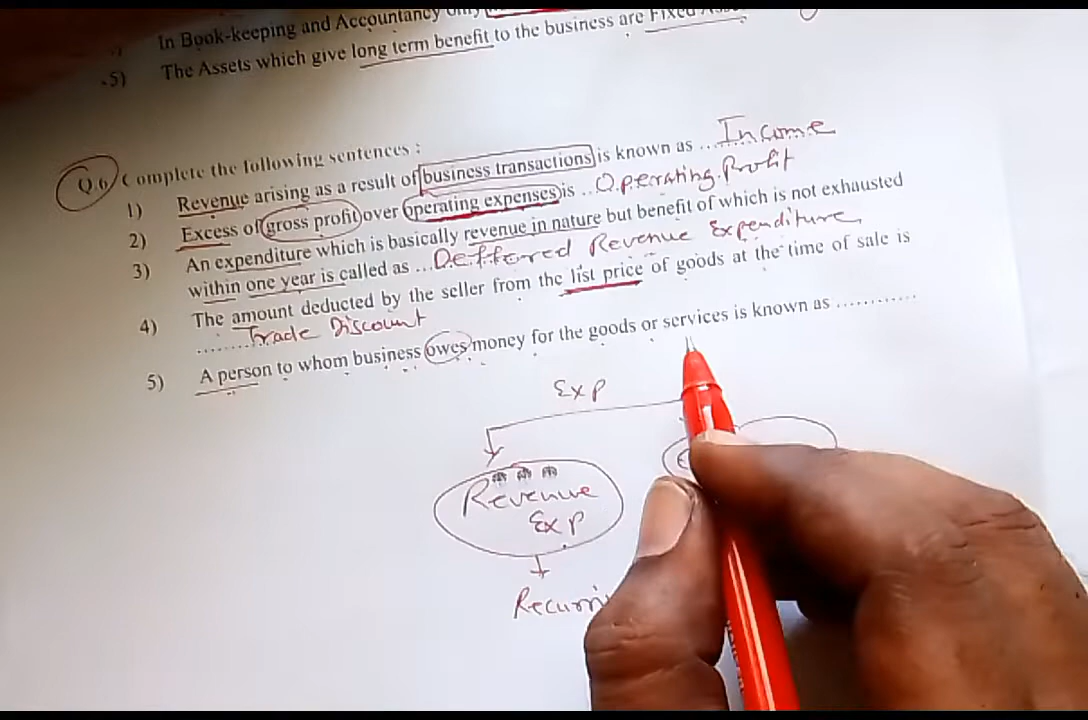 In Book-keeping and Accountancy only
5) The Assets which give long term benefit to the business are Fixed
Q.6 Complete the following sentences :
1) Revenue arising as a result of business transactions is known as ... Income
2) Excess of gross profit over operating expenses is .. Operating Profit
3) An expenditure which is basically revenue in nature but benefit of which is not exhausted
within one year is called as ... Deffered Revenue Expenditure
4) The amount deducted by the seller from the list price of goods at the time of sale is
......... Trade Discount
5) A person to whom business owes money for the goods or services is known as ............
Exp
Revenue
Exp